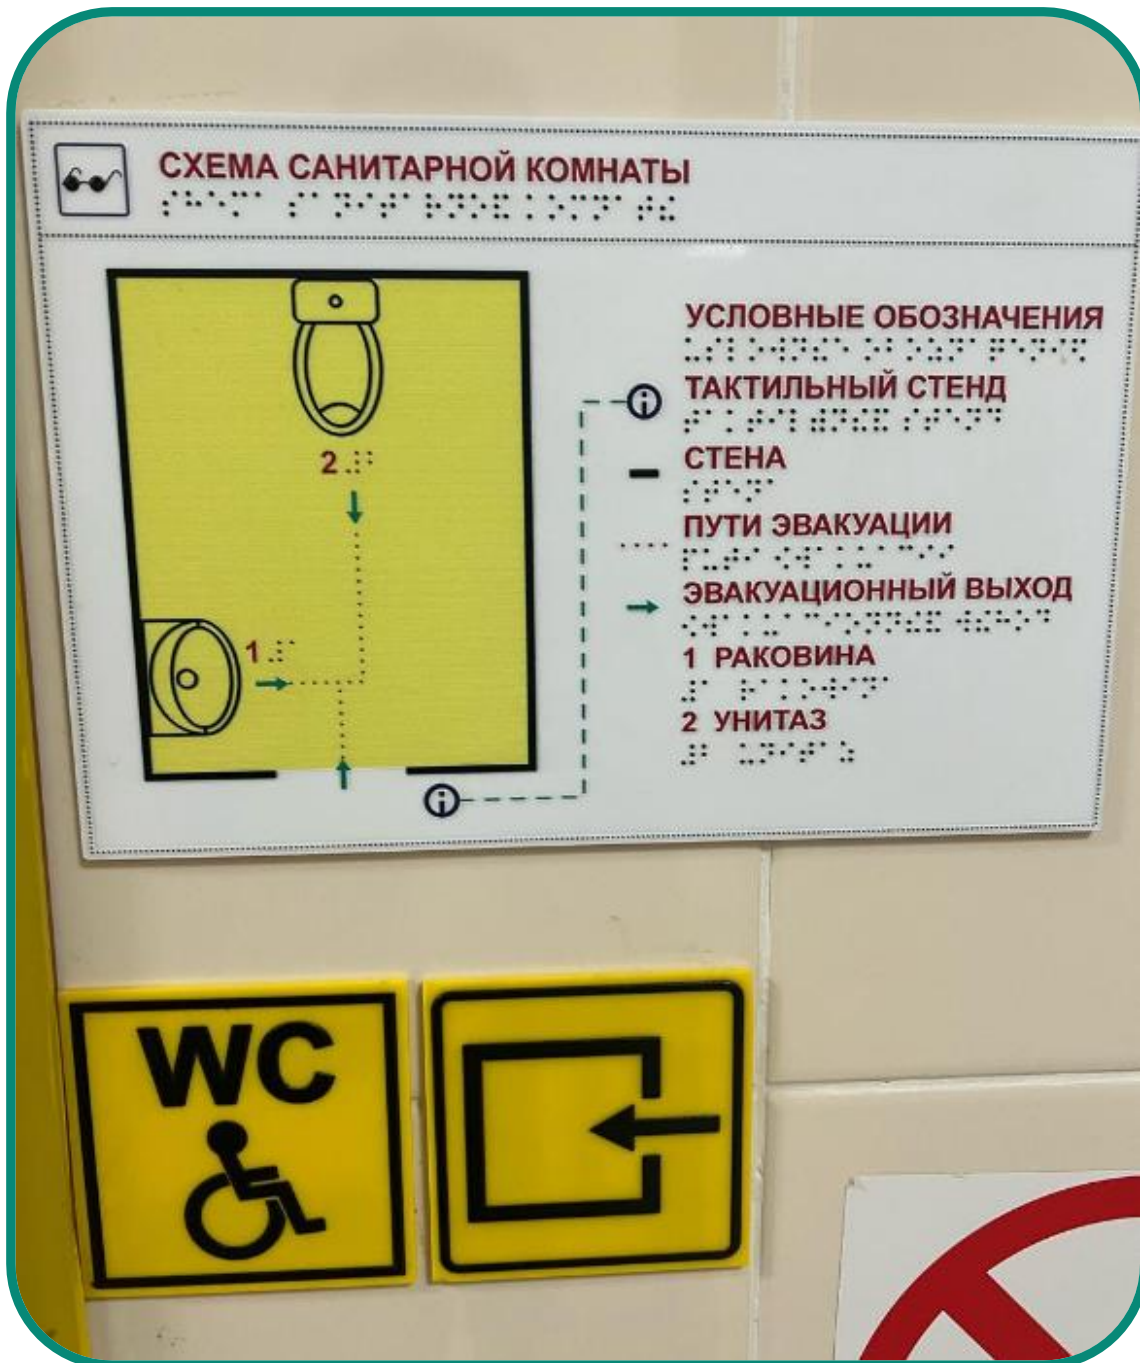 СХЕМА САНИТАРНОЙ КОМНАТЫ
УСЛОВНЫЕ ОБОЗНАЧЕНИЯ
ТАКТИЛЬНЫЙ СТЕНД
СТЕНА
2
ПУТИ ЭВАКУАЦИИ
ЭВАКУАЦИОННЫЙ ВЫХОД
1
1 РАКОВИНА
2 УНИТАЗ
WC